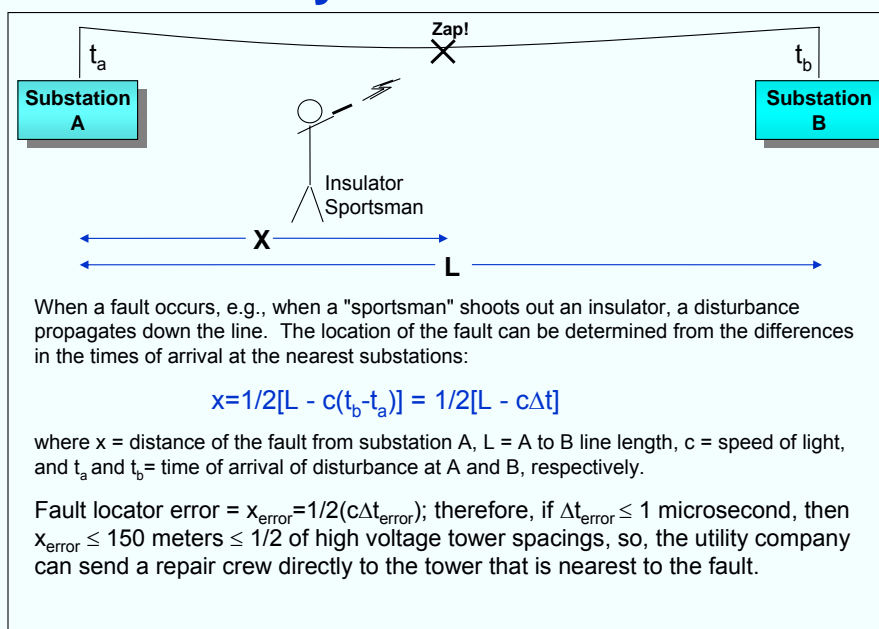 Zap!
t_a
t_b
Substation
A
Substation
B
Insulator
Sportsman
X
L
When a fault occurs, e.g., when a "sportsman" shoots out an insulator, a disturbance
propagates down the line. The location of the fault can be determined from the differences
in the times of arrival at the nearest substations:
x=1/2[L - c(t_b-t_a)] = 1/2[L - cΔt]
where x = distance of the fault from substation A, L = A to B line length, c = speed of light,
and t_a and t_b= time of arrival of disturbance at A and B, respectively.
Fault locator error = x_error=1/2(cΔt_error); therefore, if Δt_error ≤ 1 microsecond, then
x_error ≤ 150 meters ≤ 1/2 of high voltage tower spacings, so, the utility company
can send a repair crew directly to the tower that is nearest to the fault.